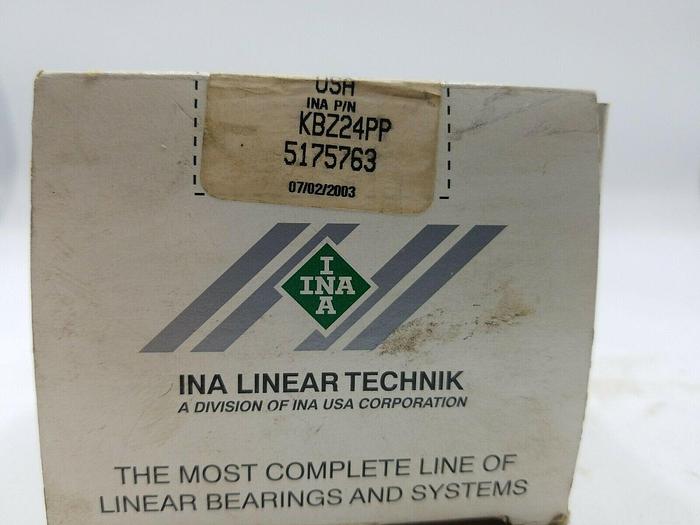 USA
INA P/N
KBZ24PP
5175763
07/02/2003
I
INA
A
INA LINEAR TECHNIK
A DIVISION OF INA USA CORPORATION
THE MOST COMPLETE LINE OF
LINEAR BEARINGS AND SYSTEMS